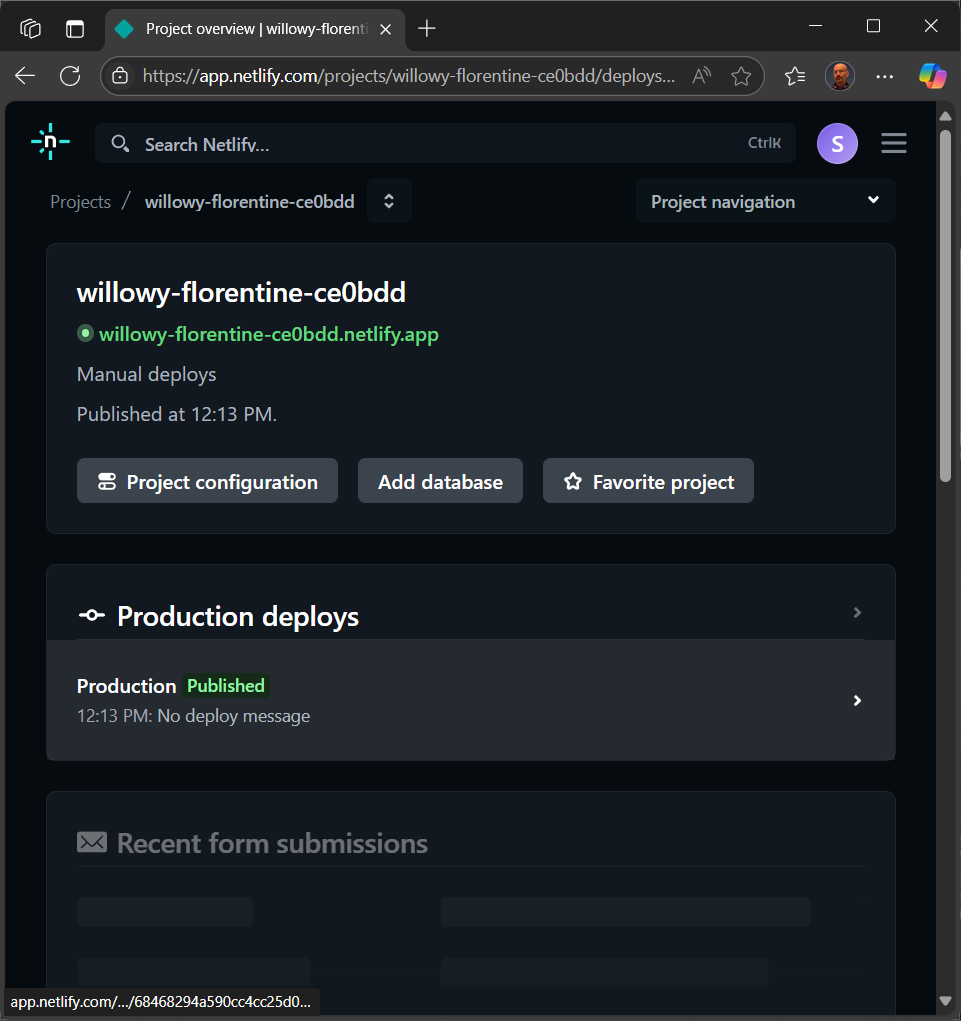 Project overview | willowy-florenti
https://app.netlify.com/projects/willowy-florentine-ce0bdd/deploys...
n
Search Netlify...
CtrlK
S
Projects / willowy-florentine-ce0bdd
Project navigation
willowy-florentine-ce0bdd
willowy-florentine-ce0bdd.netlify.app
Manual deploys
Published at 12:13 PM.
Project configuration
Add database
Favorite project
Production deploys
Production Published
12:13 PM: No deploy message
Recent form submissions
app.netlify.com/.../68468294a590cc4cc25d0...